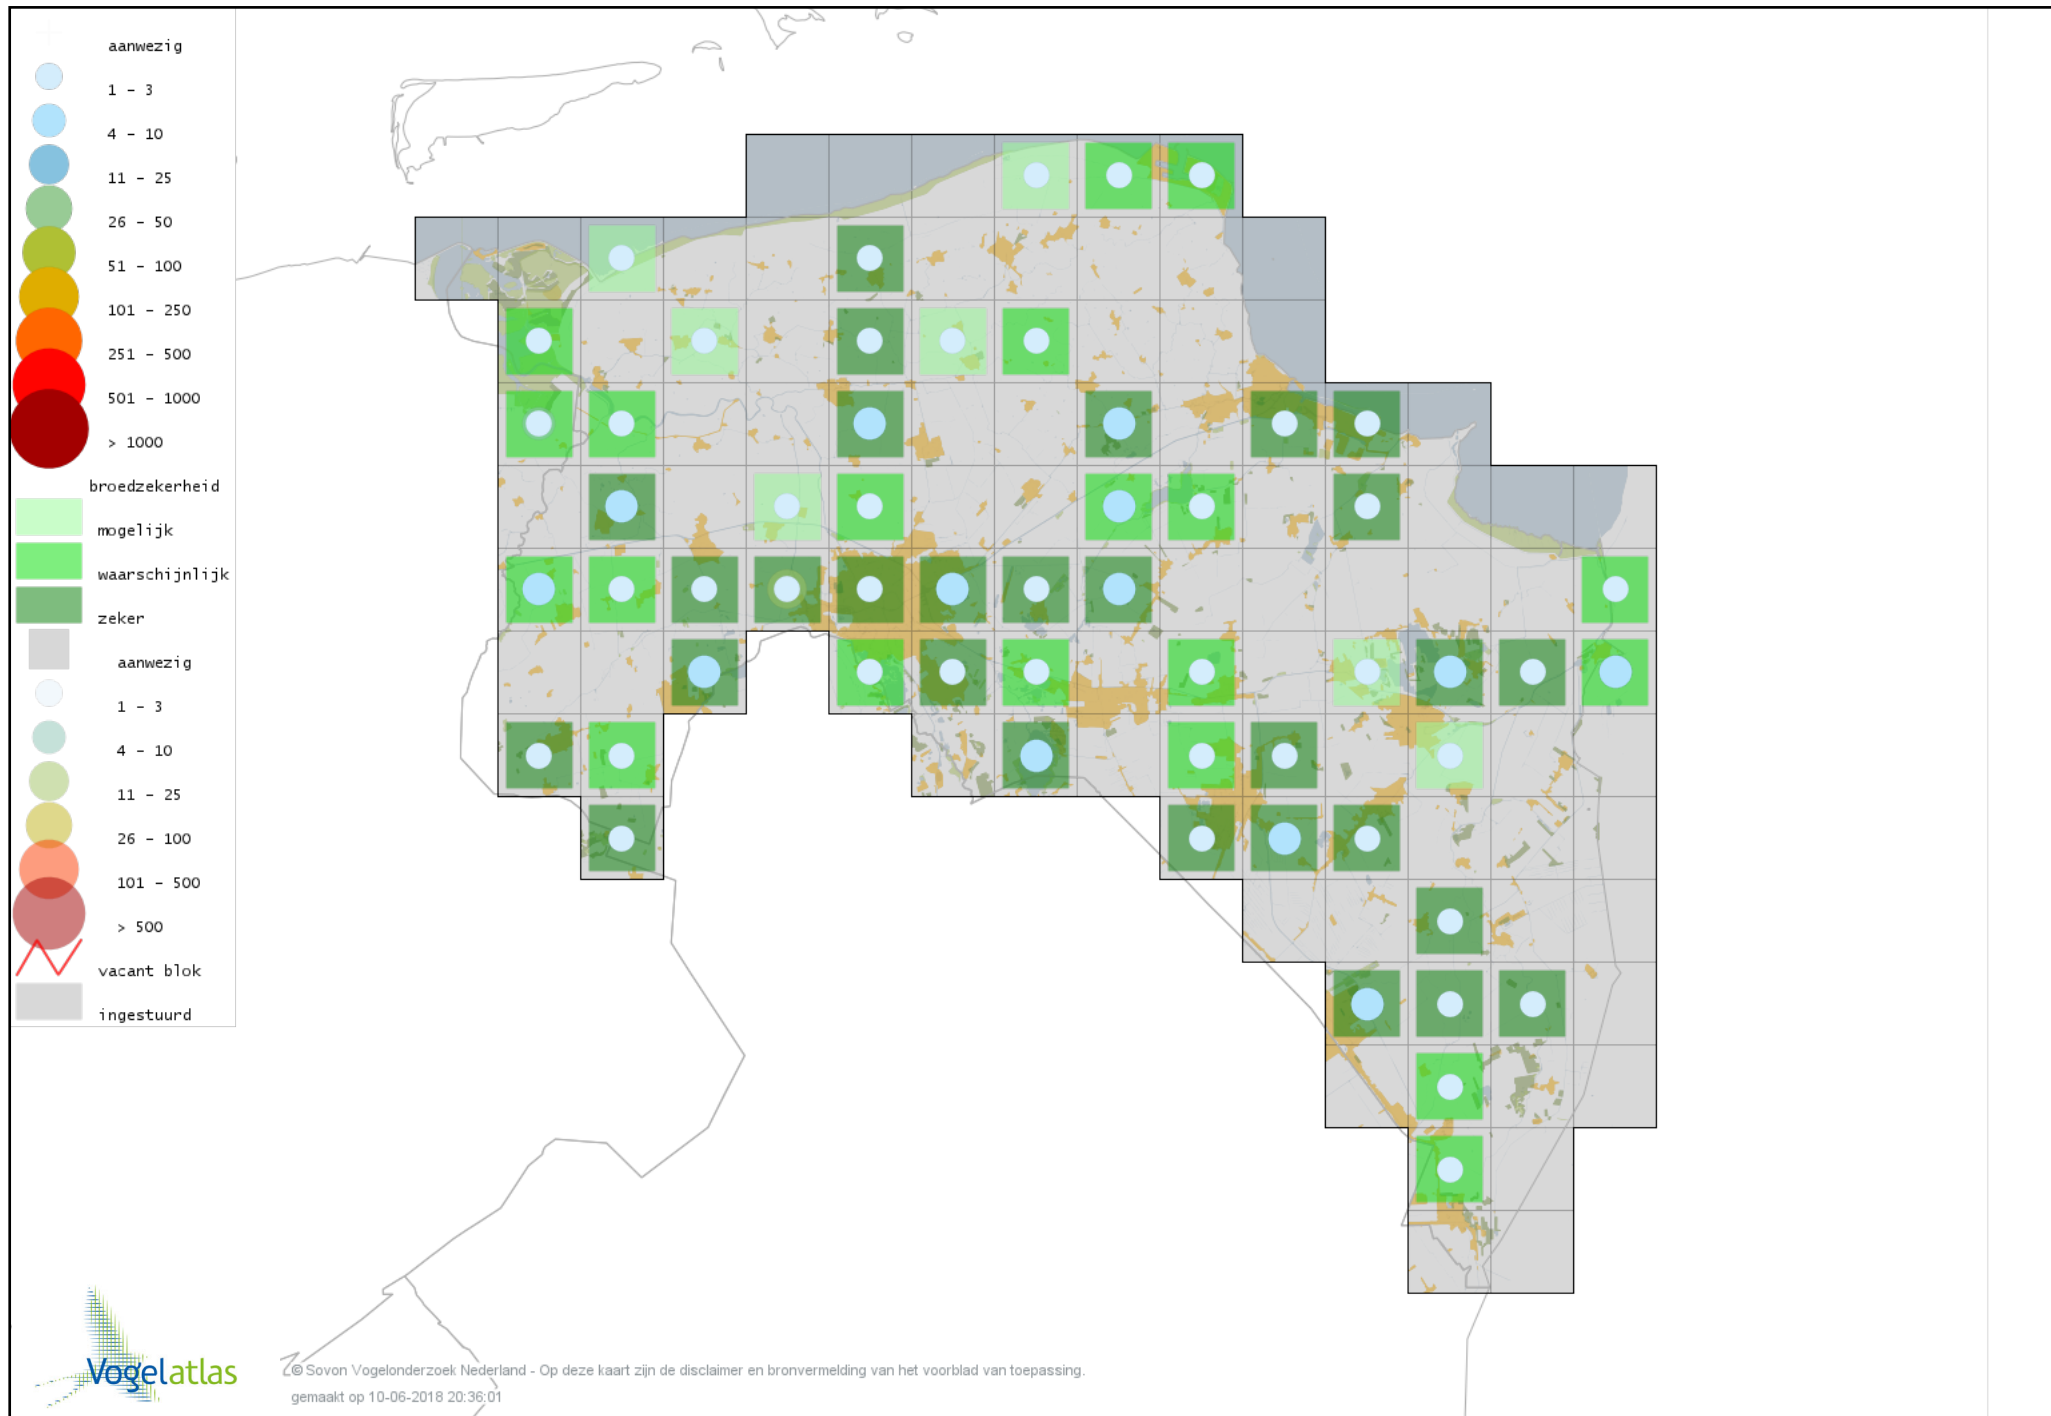 aanwezig
1 - 3
4 - 10
11 - 25
26 - 50
51 - 100
101 - 250
251 - 500
501 - 1000
> 1000
broedzekerheid
mogelijk
waarschijnlijk
zeker
aanwezig
1 - 3
4 - 10
11 - 25
26 - 100
101 - 500
> 500
vacant blok
ingestuurd
Vogelatlas
© Sovon Vogelonderzoek Nederland - Op deze kaart zijn de disclaimer en bronvermelding van het voorblad van toepassing.
gemaakt op 10-06-2018 20:36:01